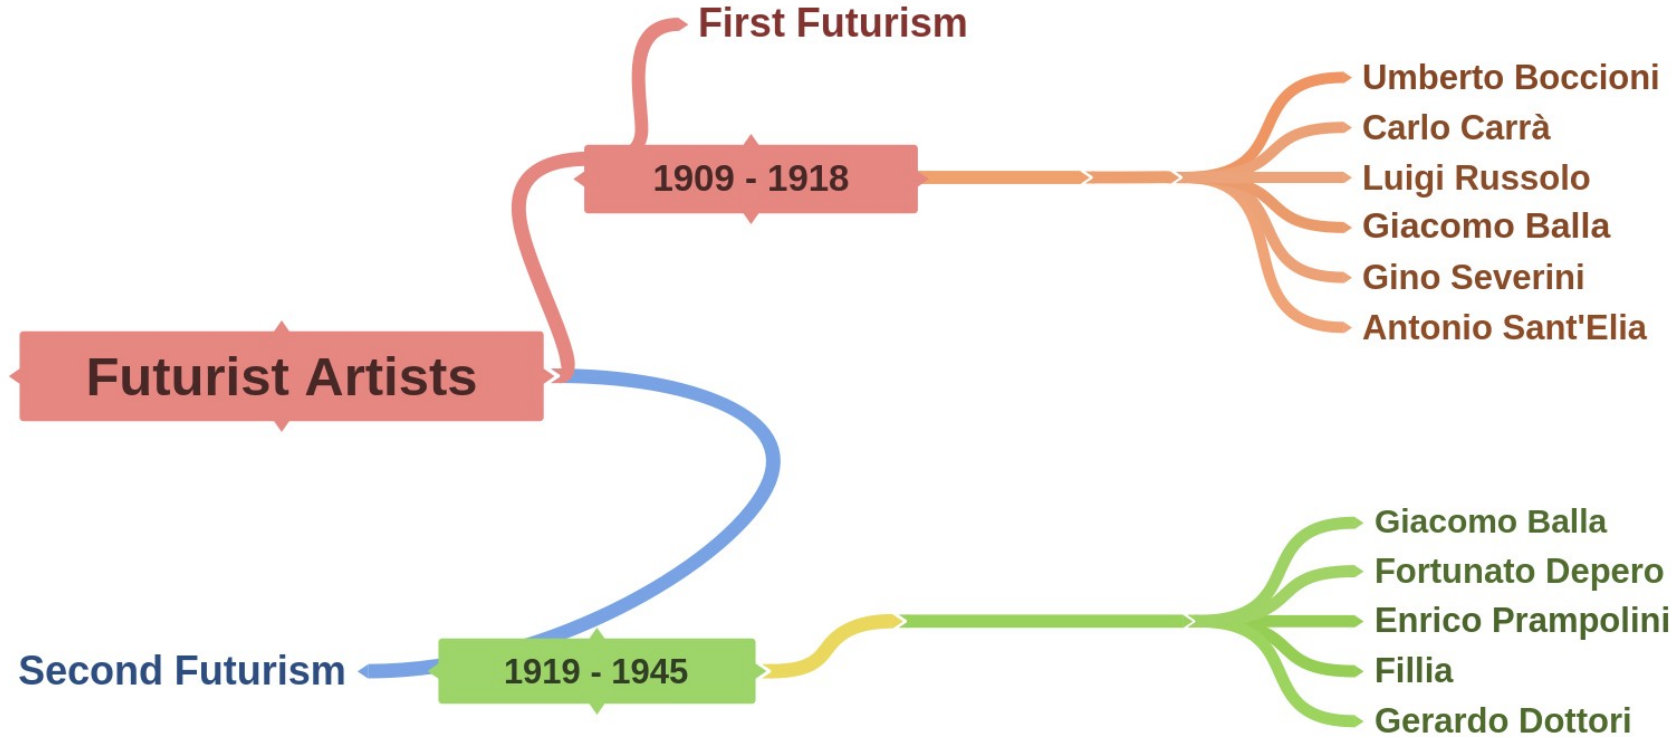 First Futurism
1909 - 1918
Umberto Boccioni
Carlo Carrà
Luigi Russolo
Giacomo Balla
Gino Severini
Antonio Sant'Elia
Futurist Artists
Second Futurism
1919 - 1945
Giacomo Balla
Fortunato Depero
Enrico Prampolini
Fillia
Gerardo Dottori